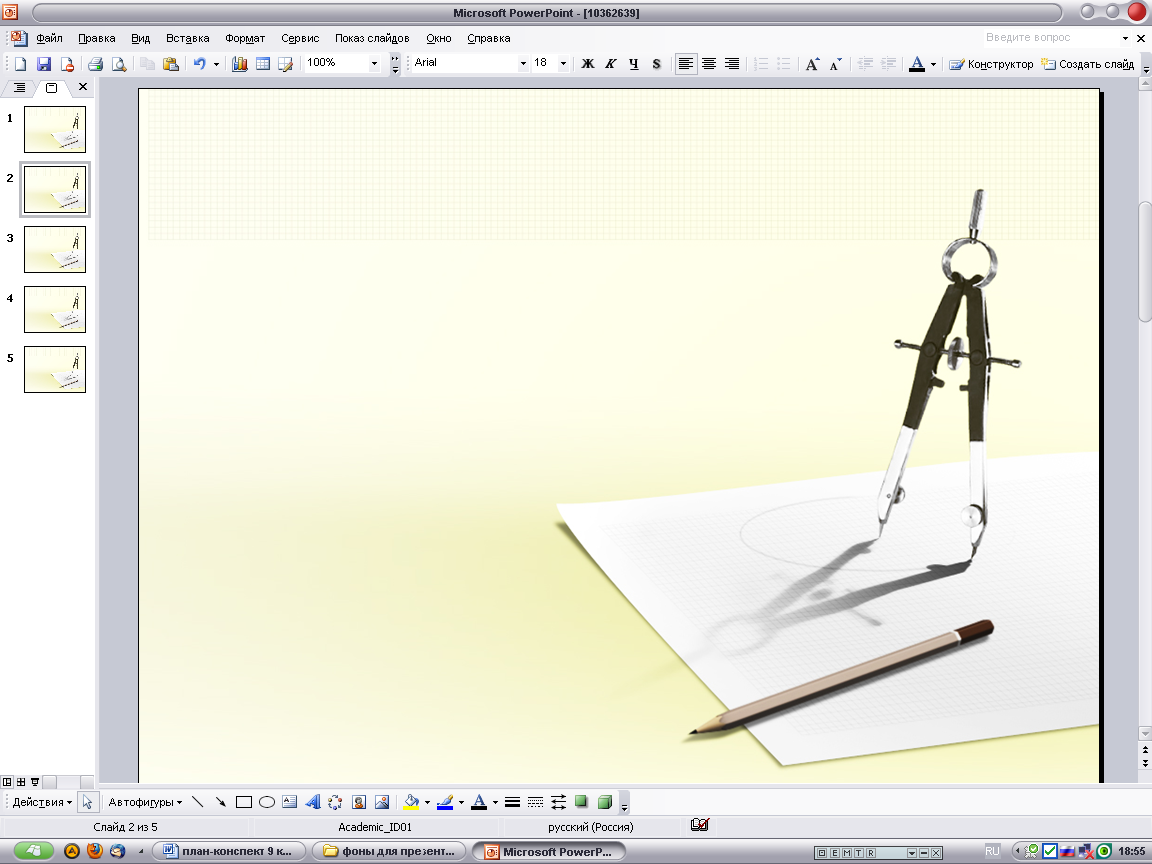 Microsoft PowerPoint - [10362639]
Файл Правка Вид Вставка Формат Сервис Показ слайдов Окно Справка Введите вопрос
100% Arial 18 Ж К Ч S Конструктор Создать слайд
1
2
3
4
5
Действия Автофигуры
Слайд 2 из 5 Academic_ID01 русский (Россия)
план-конспект 9 к... фоны для презент... Microsoft PowerP... D E M T R RU 18:55